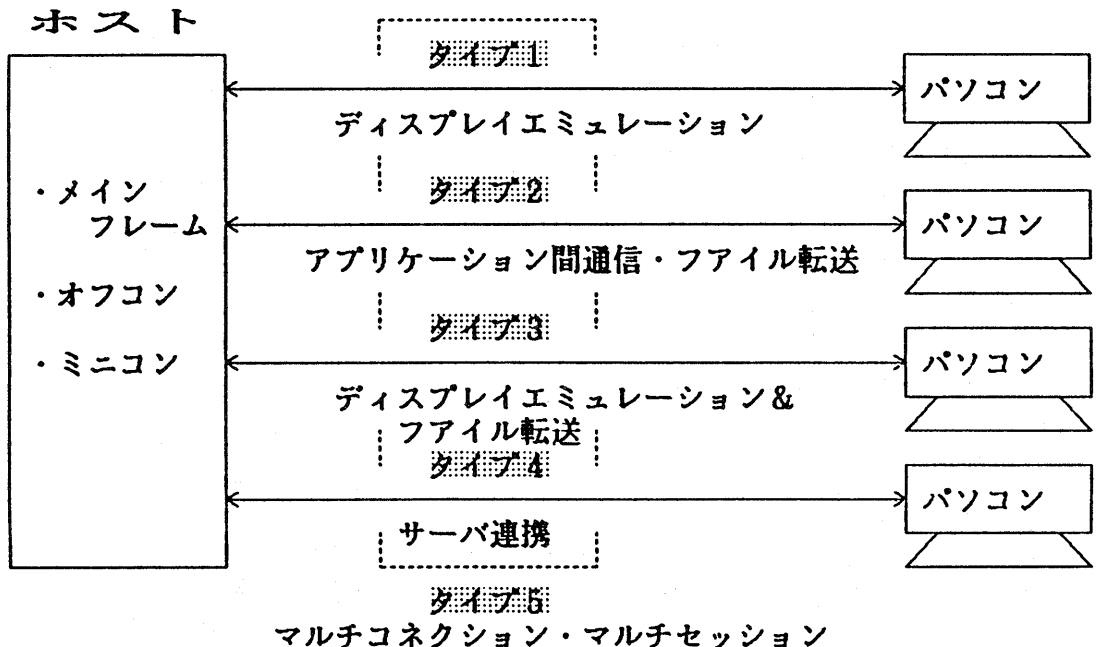 ホスト
タイプ1
パソコン
ディスプレイエミュレーション
・メイン
フレーム
タイプ2
パソコン
アプリケーション間通信・フアイル転送
・オフコン
タイプ3
・ミニコン
パソコン
ディスプレイエミュレーション&
フアイル転送
タイプ4
パソコン
サーバ連携
タイプ5
マルチコネクション・マルチセッション